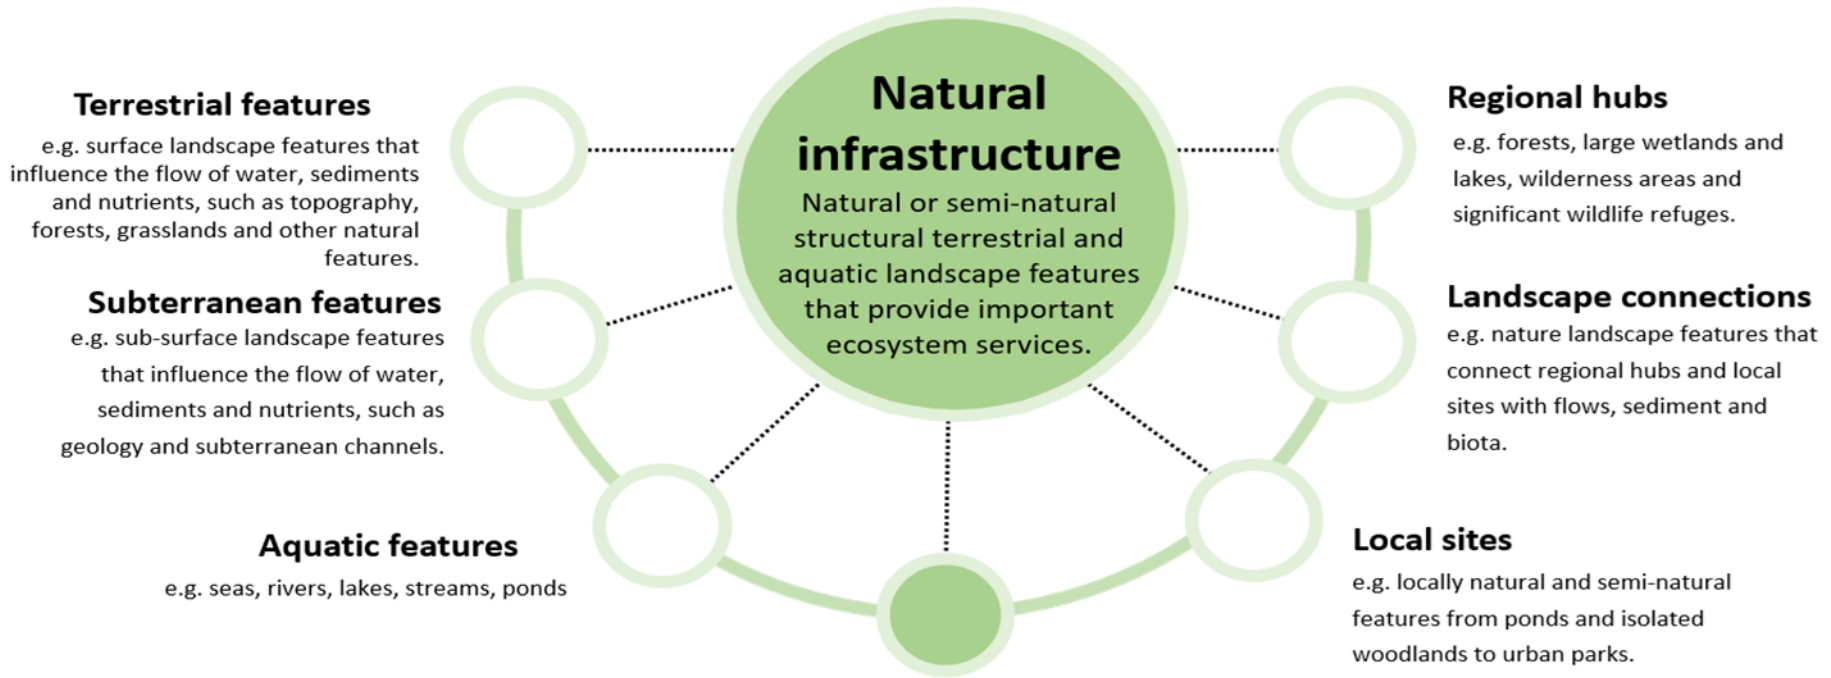 Natural
infrastructure
Natural or semi-natural
structural terrestrial and
aquatic landscape features
that provide important
ecosystem services.
Terrestrial features
e.g. surface landscape features that
influence the flow of water, sediments
and nutrients, such as topography,
forests, grasslands and other natural
features.
Subterranean features
e.g. sub-surface landscape features
that influence the flow of water,
sediments and nutrients, such as
geology and subterranean channels.
Aquatic features
e.g. seas, rivers, lakes, streams, ponds
Regional hubs
e.g. forests, large wetlands and
lakes, wilderness areas and
significant wildlife refuges.
Landscape connections
e.g. nature landscape features that
connect regional hubs and local
sites with flows, sediment and
biota.
Local sites
e.g. locally natural and semi-natural
features from ponds and isolated
woodlands to urban parks.